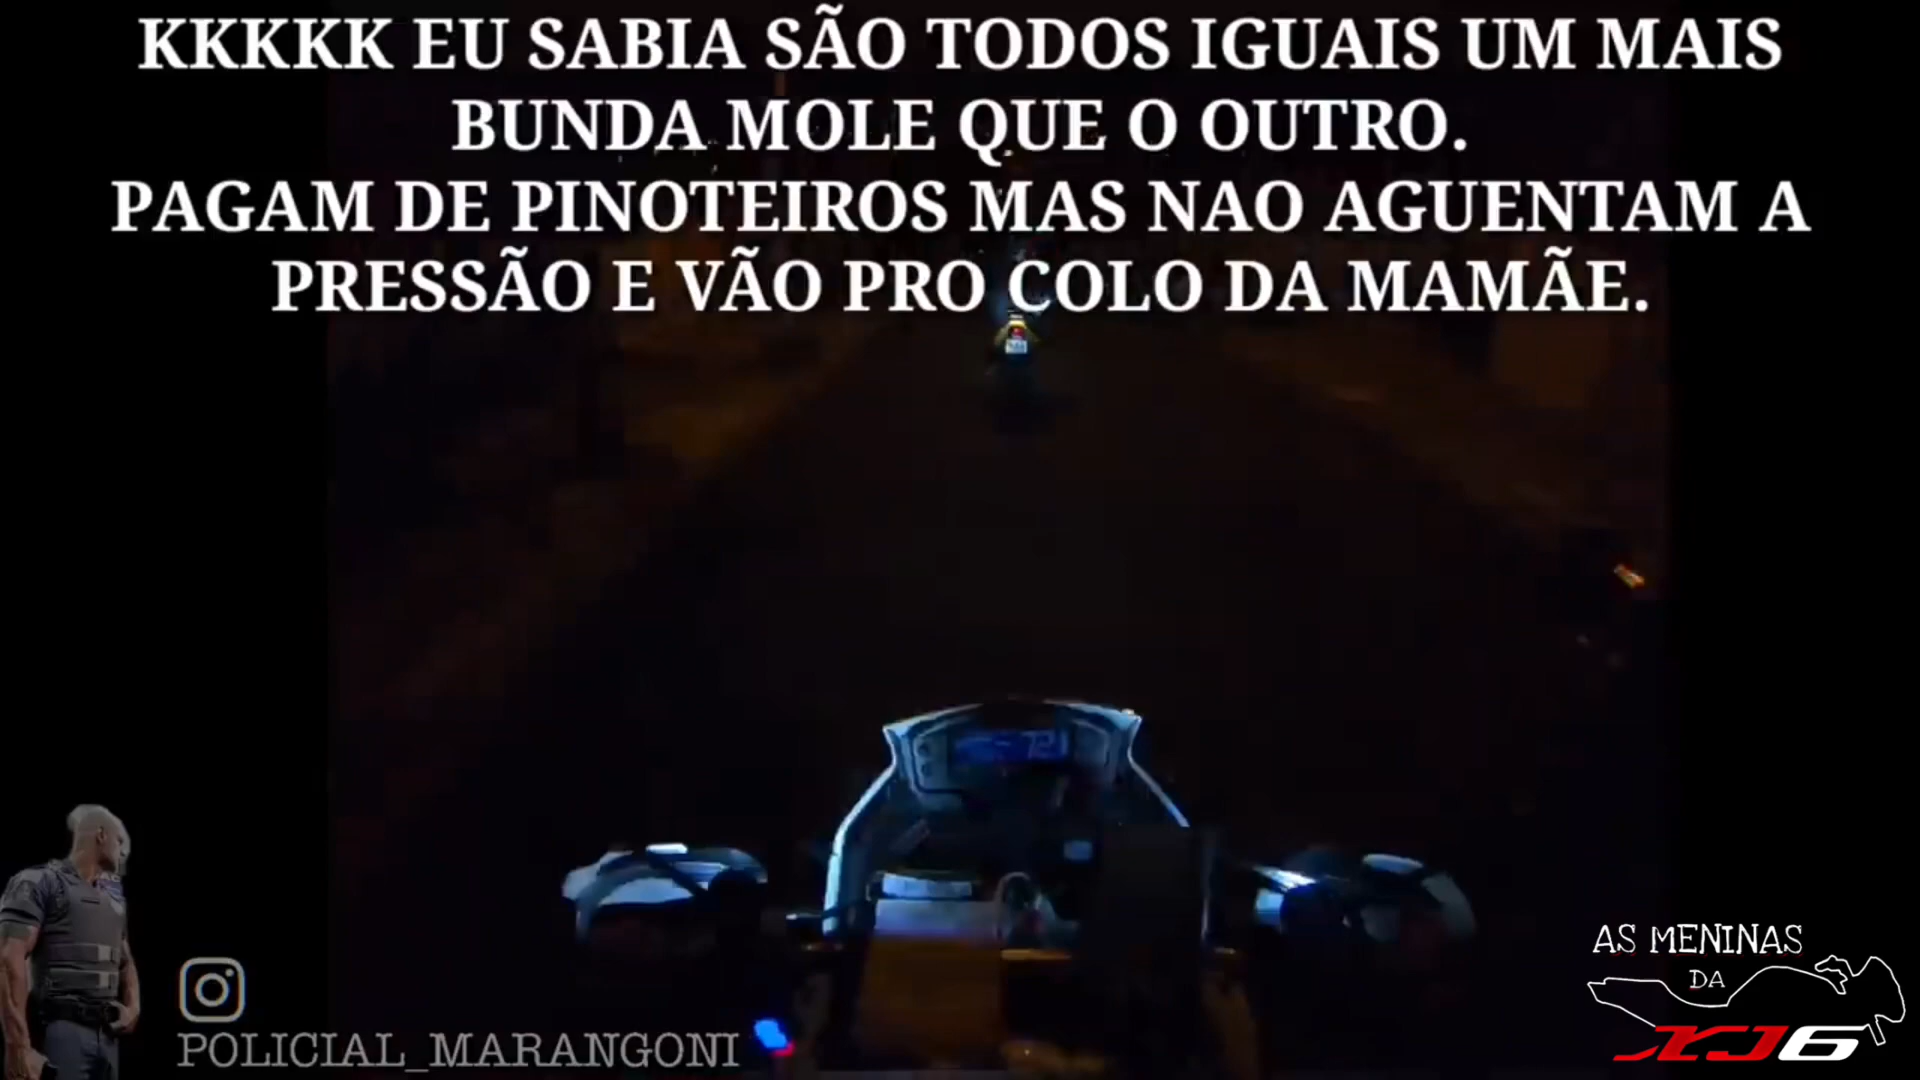 KKKKK EU SABIA SÃO TODOS IGUAIS UM MAIS
BUNDA MOLE QUE O OUTRO.
PAGAM DE PINOTEIROS MAS NAO AGUENTAM A
PRESSÃO E VÃO PRO COLO DA MAMÃE.
72
POLICIAL_MARANGONI
AS MENINAS
DA
XJ6